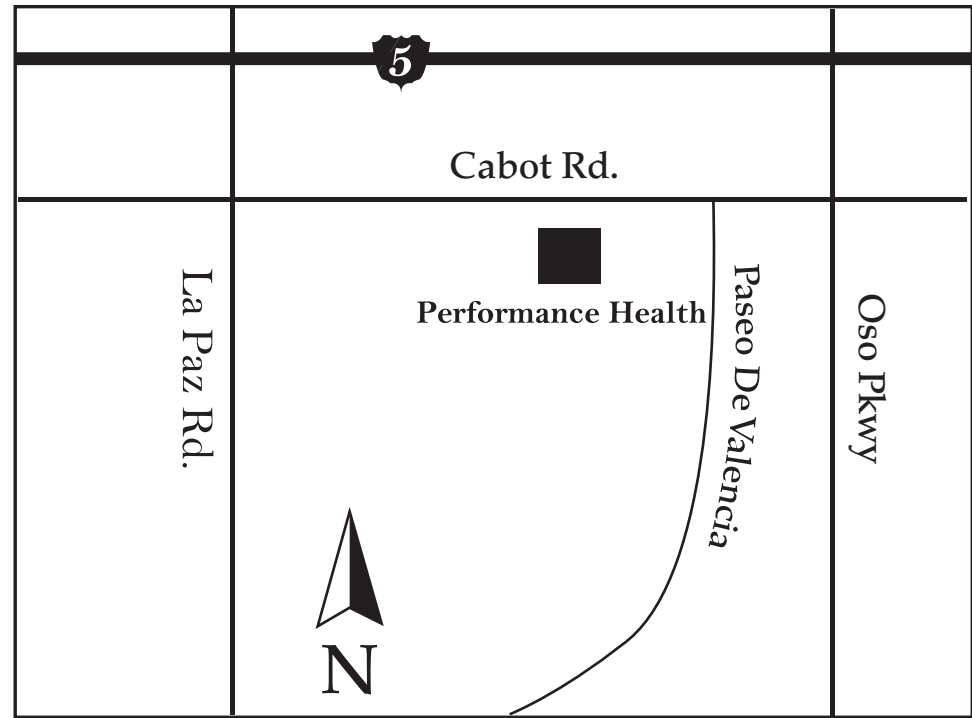 5
Cabot Rd.
Performance Health
La Paz Rd.
Paseo De Valencia
Oso Pkwy
N